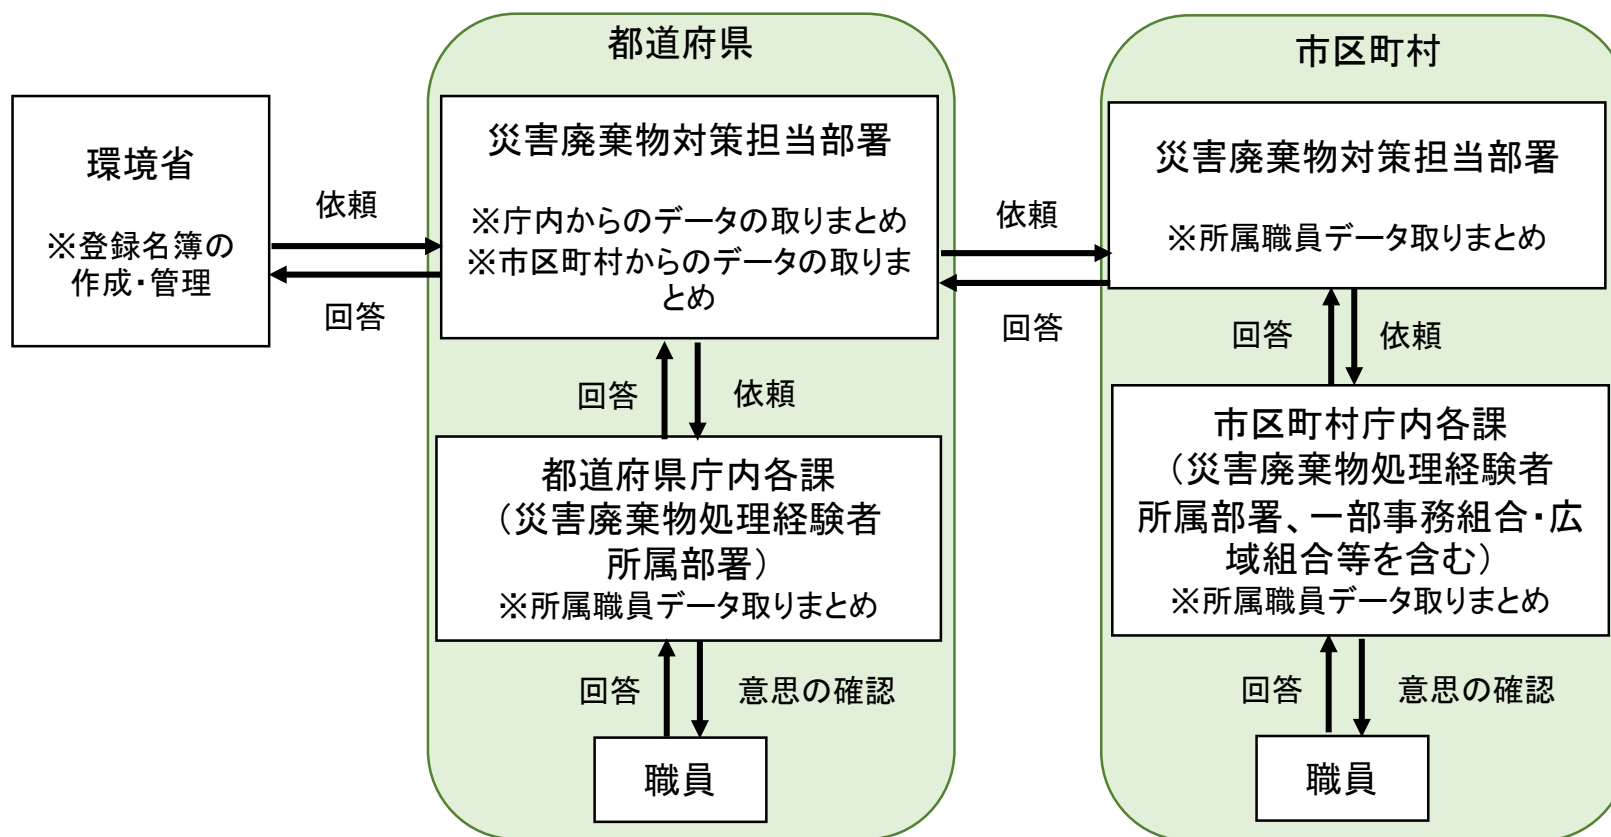 都道府県
市区町村
環境省
※登録名簿の
作成・管理
依頼
回答
災害廃棄物対策担当部署
※庁内からのデータの取りまとめ
※市区町村からのデータの取りま
とめ
依頼
回答
災害廃棄物対策担当部署
※所属職員データ取りまとめ
回答
依頼
都道府県庁内各課
（災害廃棄物処理経験者
所属部署）
※所属職員データ取りまとめ
回答
意思の確認
職員
回答
依頼
市区町村庁内各課
（災害廃棄物処理経験者
所属部署、一部事務組合・広
域組合等を含む）
※所属職員データ取りまとめ
回答
意思の確認
職員